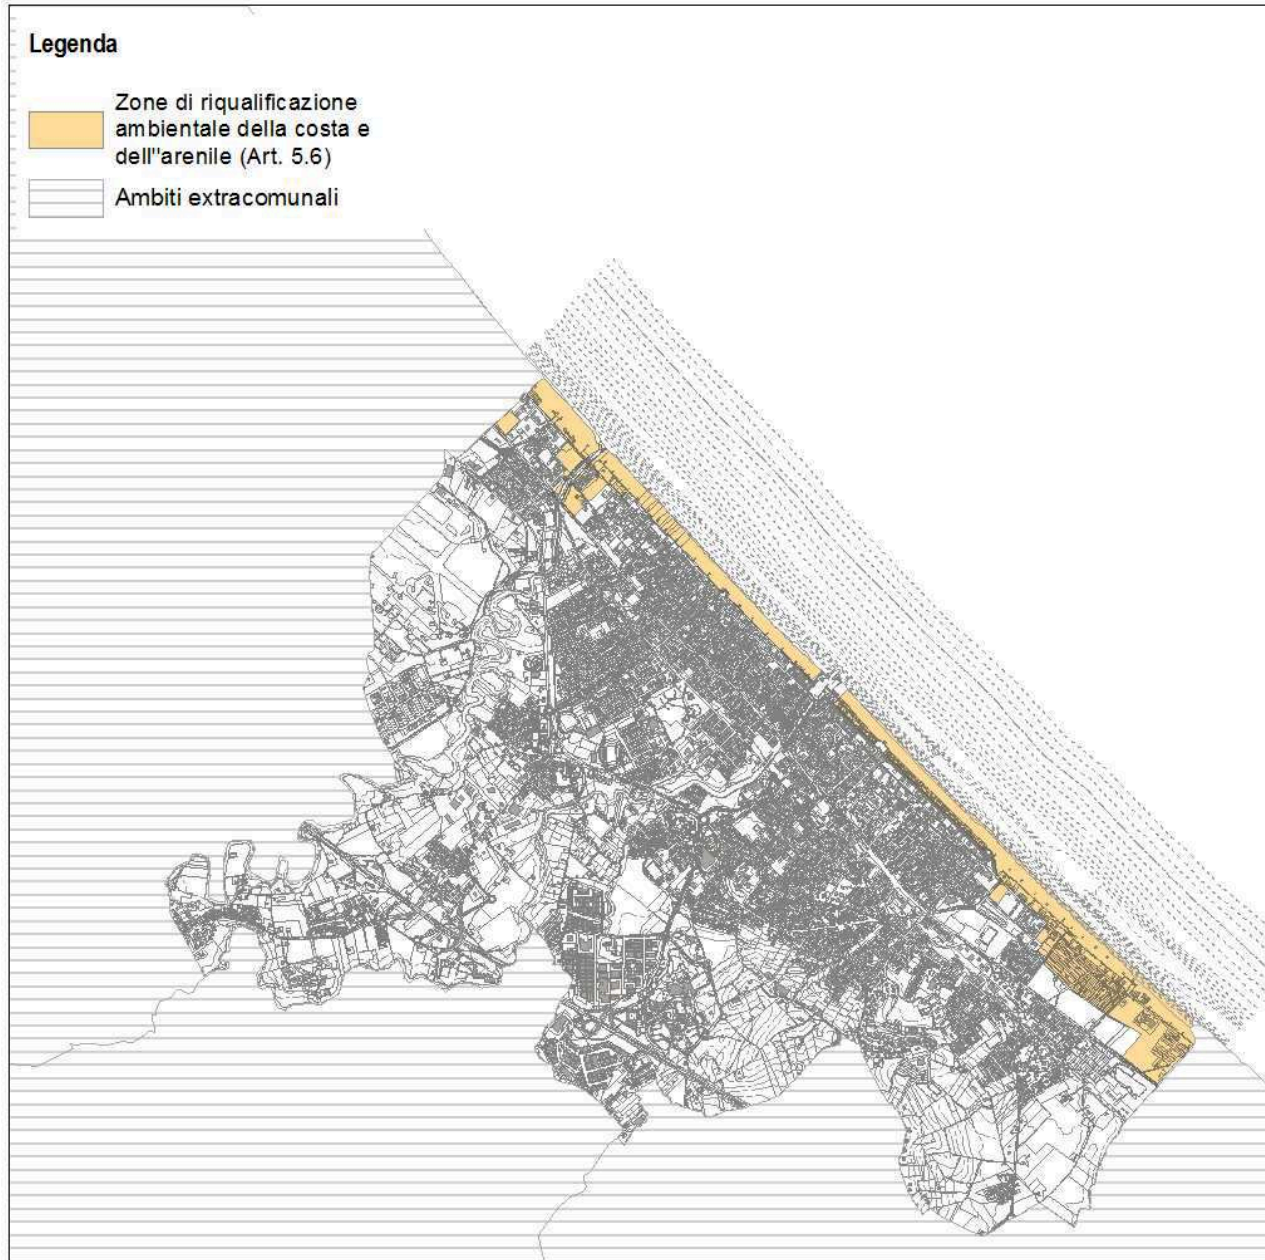 Legenda
Zone di riqualificazione
ambientale della costa e
dell"arenile (Art. 5.6)
Ambiti extracomunali